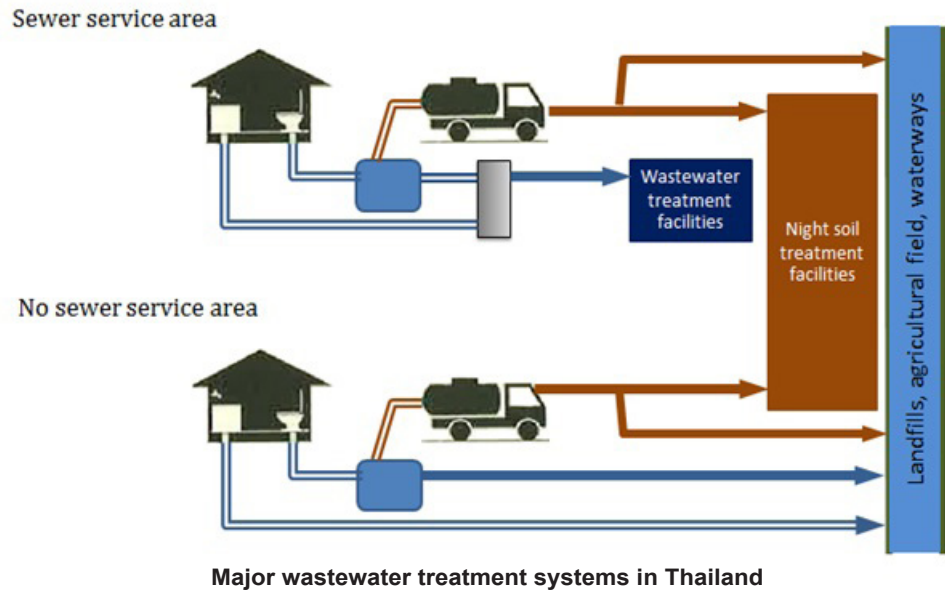 Sewer service area
Wastewater
treatment
facilities
Night soil
treatment
facilities
Landfills, agricultural field, waterways
No sewer service area
Major wastewater treatment systems in Thailand